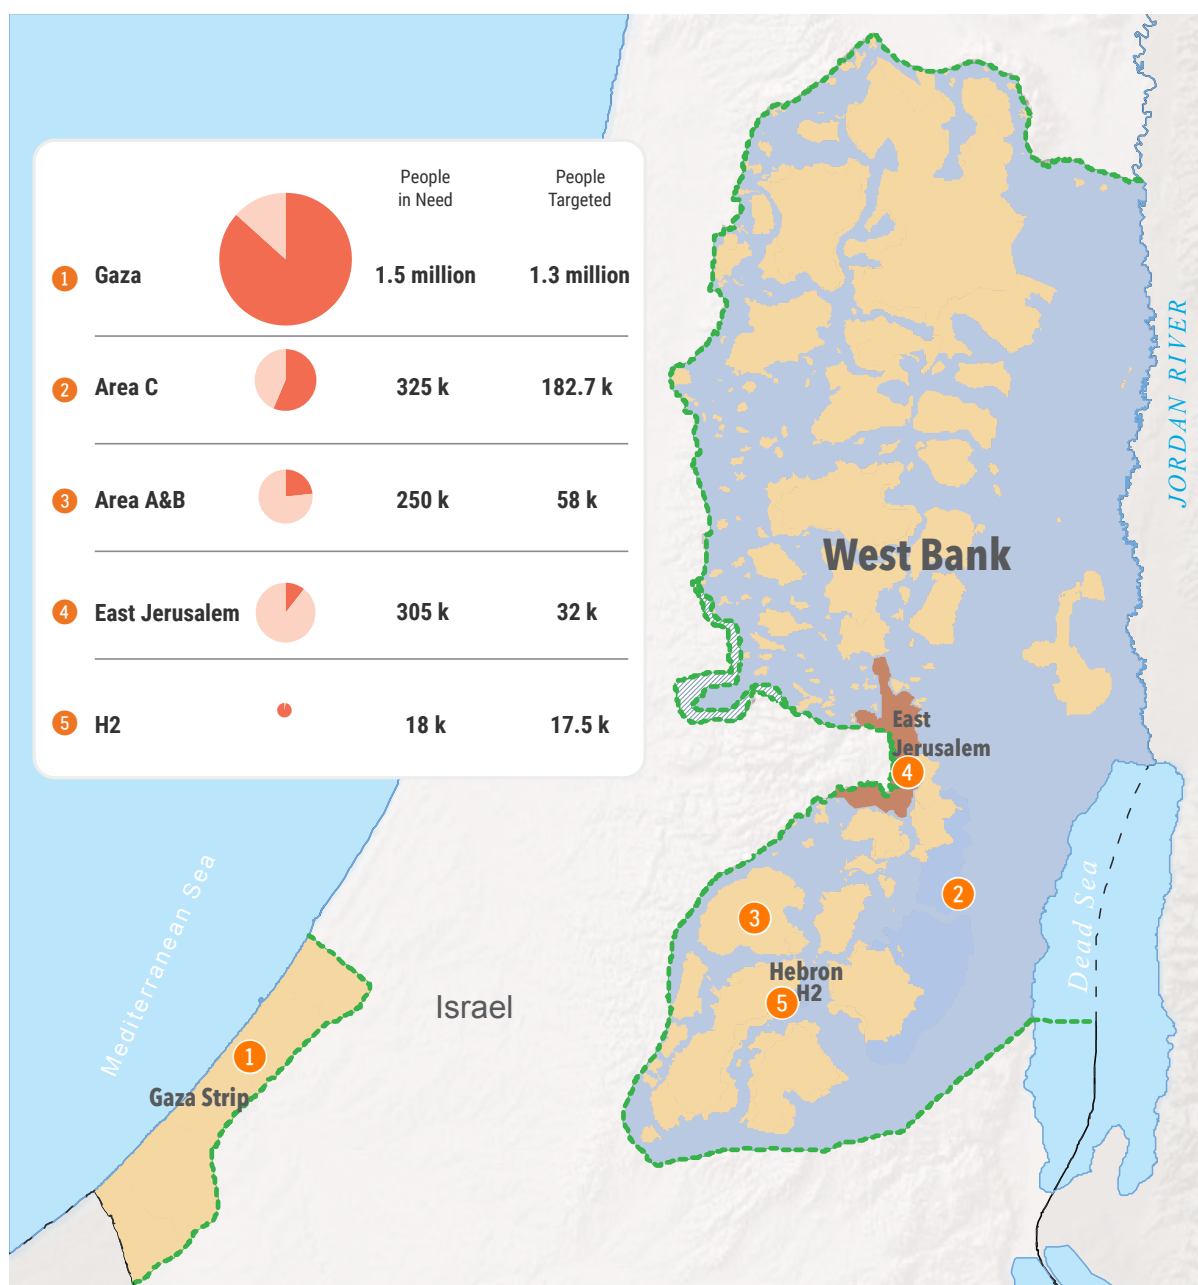 People
in Need
People
Targeted
1 Gaza 1.5 million 1.3 million
2 Area C 325 k 182.7 k
3 Area A&B 250 k 58 k
4 East Jerusalem 305 k 32 k
5 H2 18 k 17.5 k
West Bank
JORDAN RIVER
East
Jerusalem
4
2
3
Hebron
H2
5
Dead Sea
Mediterranean Sea
Israel
1
Gaza Strip